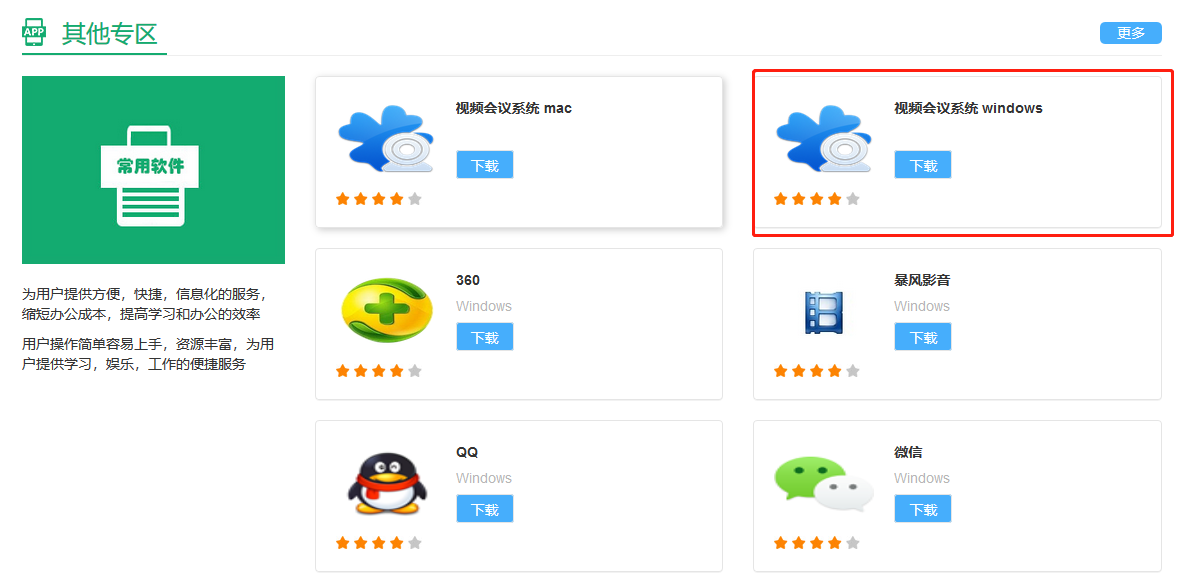 APP
其他专区
更多
常用软件
为用户提供方便，快捷，信息化的服务，
缩短办公成本，提高学习和办公的效率
用户操作简单容易上手，资源丰富，为用
户提供学习，娱乐，工作的便捷服务
视频会议系统 mac
下载
视频会议系统 windows
下载
360
Windows
下载
暴风影音
Windows
下载
QQ
Windows
下载
微信
Windows
下载